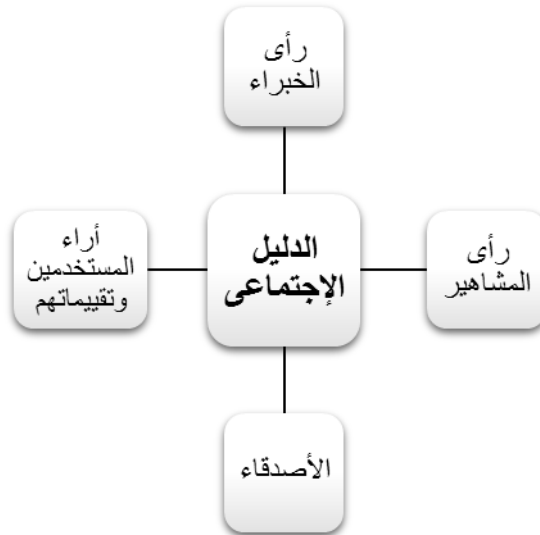 رأى
الخبراء
أراء
المستخدمين
وتقييماتهم
الدليل
الإجتماعى
رأى
المشاهير
الأصدقاء